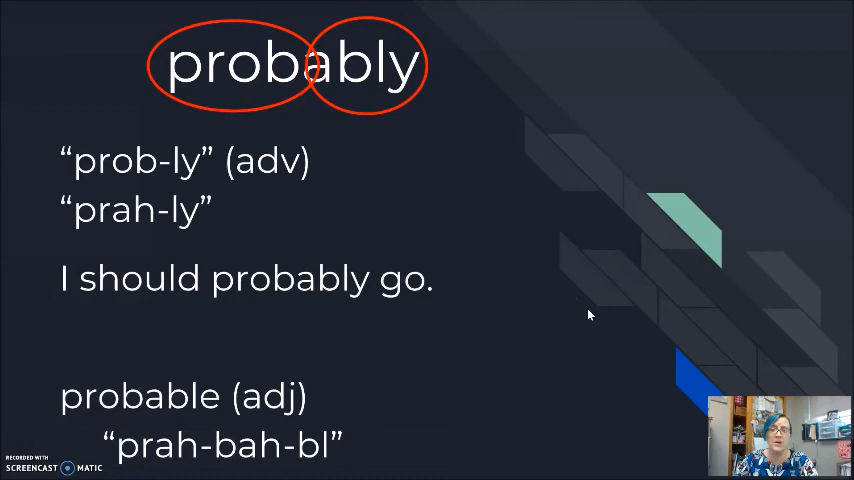 probably
“prob-ly” (adv)
“prah-ly”
I should probably go.
probable (adj)
“prah-bah-bl”
RECORDED WITH
SCREENCAST MATIC